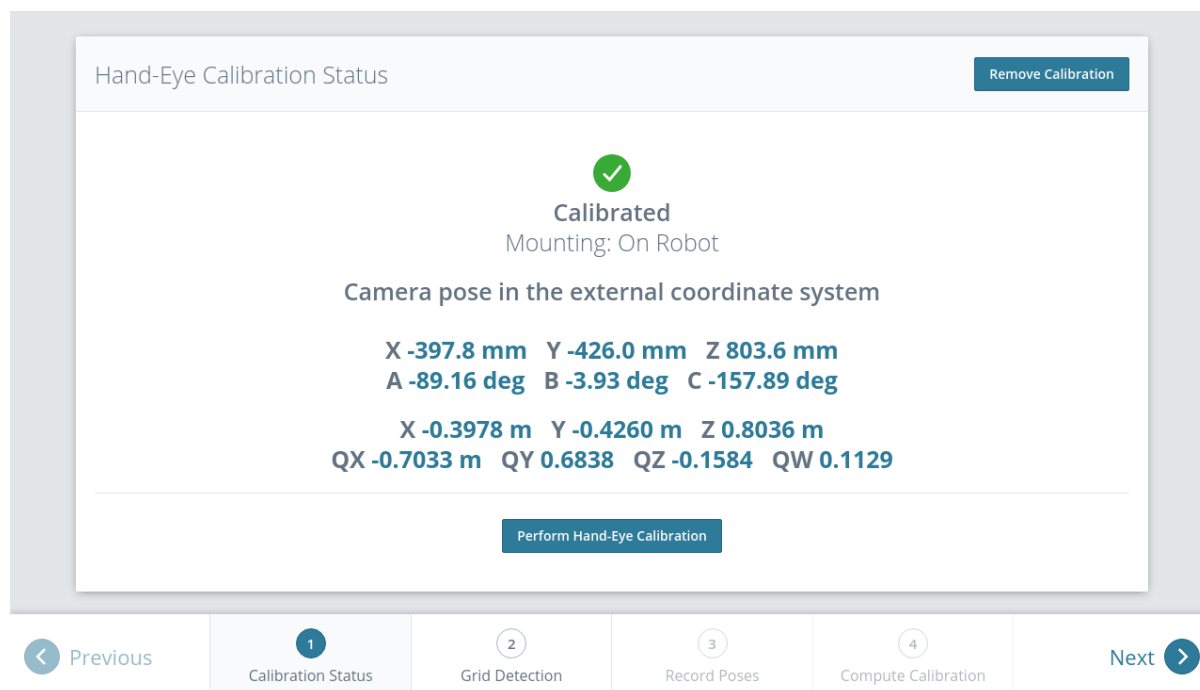 Hand-Eye Calibration Status
Remove Calibration
Calibrated
Mounting: On Robot
Camera pose in the external coordinate system
X -397.8 mm Y -426.0 mm Z 803.6 mm
A -89.16 deg B -3.93 deg C -157.89 deg
X -0.3978 m Y -0.4260 m Z 0.8036 m
QX -0.7033 m QY 0.6838 QZ -0.1584 QW 0.1129
Perform Hand-Eye Calibration
Previous
1
Calibration Status
2
Grid Detection
3
Record Poses
4
Compute Calibration
Next